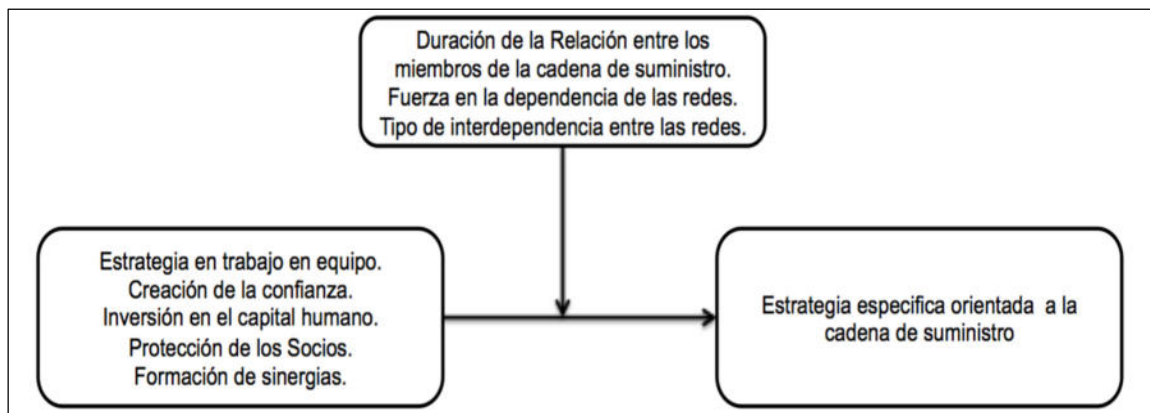 Duración de la Relación entre los
miembros de la cadena de suministro.
Fuerza en la dependencia de las redes.
Tipo de interdependencia entre las redes.
Estrategia en trabajo en equipo.
Creación de la confianza.
Inversión en el capital humano.
Protección de los Socios.
Formación de sinergias.
Estrategia especifica orientada a la
cadena de suministro